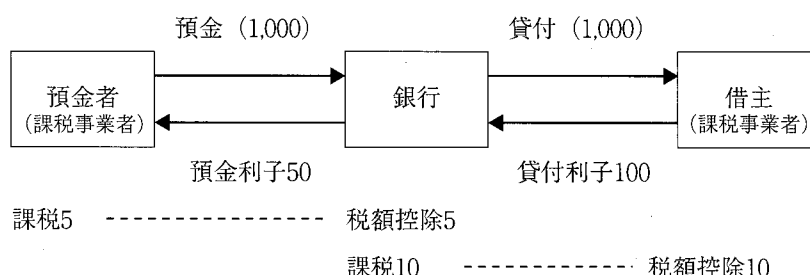 預金（1,000）
貸付（1,000）
預金者
（課税事業者）
銀行
借主
（課税事業者）
預金利子50
貸付利子100
課税5
税額控除5
課税10
税額控除10